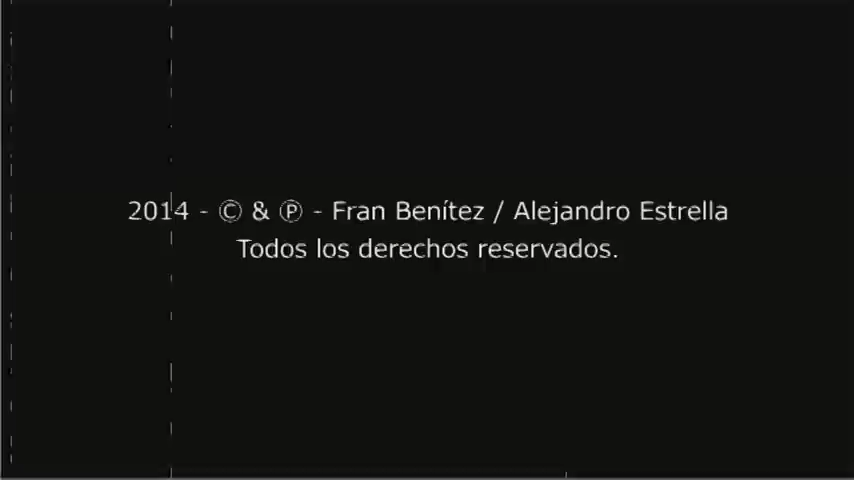 2014 - © & ℗ - Fran Benítez / Alejandro Estrella
Todos los derechos reservados.